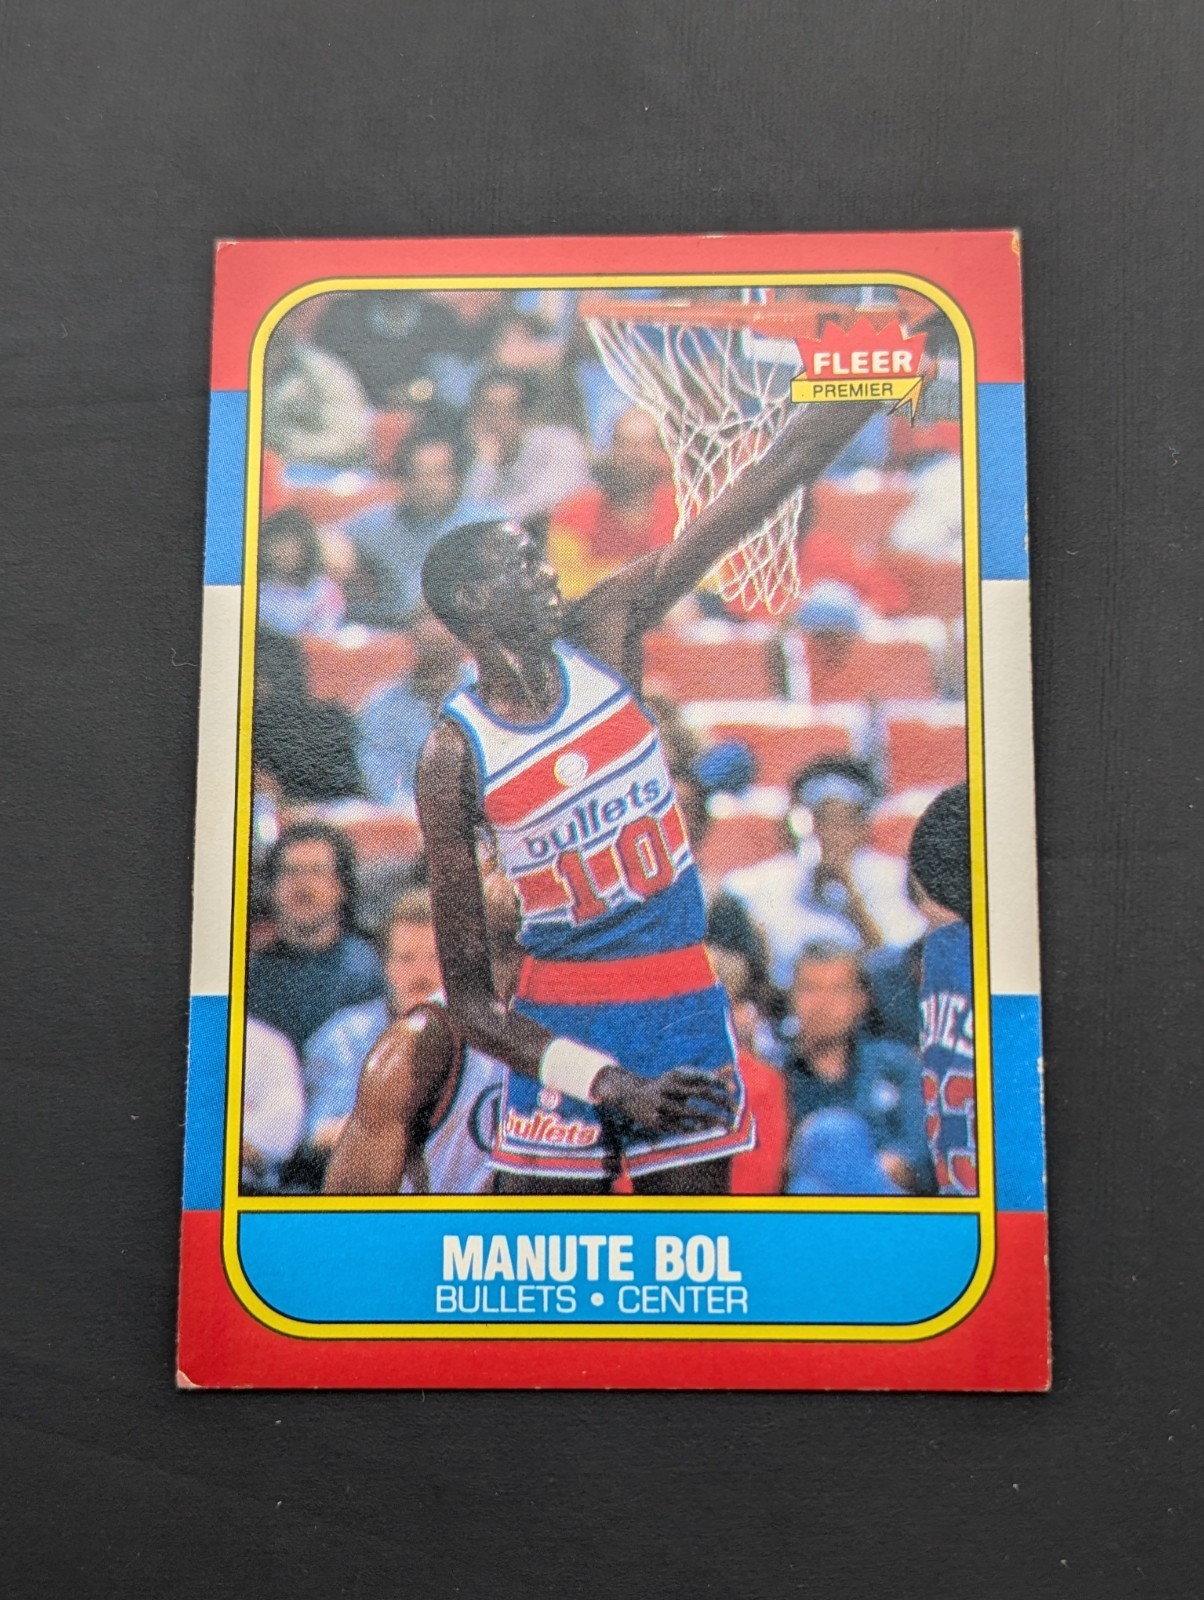 FLEER
PREMIER
bullets
10
bullets
MANUTE BOL
BULLETS • CENTER